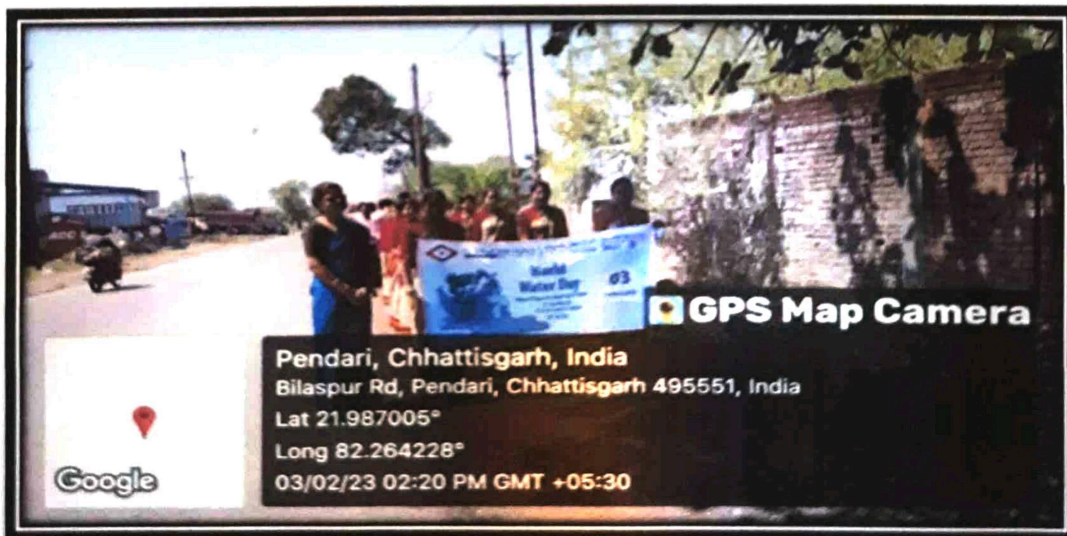 World
Water Day
03
GPS Map Camera
Pendari, Chhattisgarh, India
Bilaspur Rd, Pendari, Chhattisgarh 495551, India
Lat 21.987005°
Long 82.264228°
03/02/23 02:20 PM GMT +05:30
Google